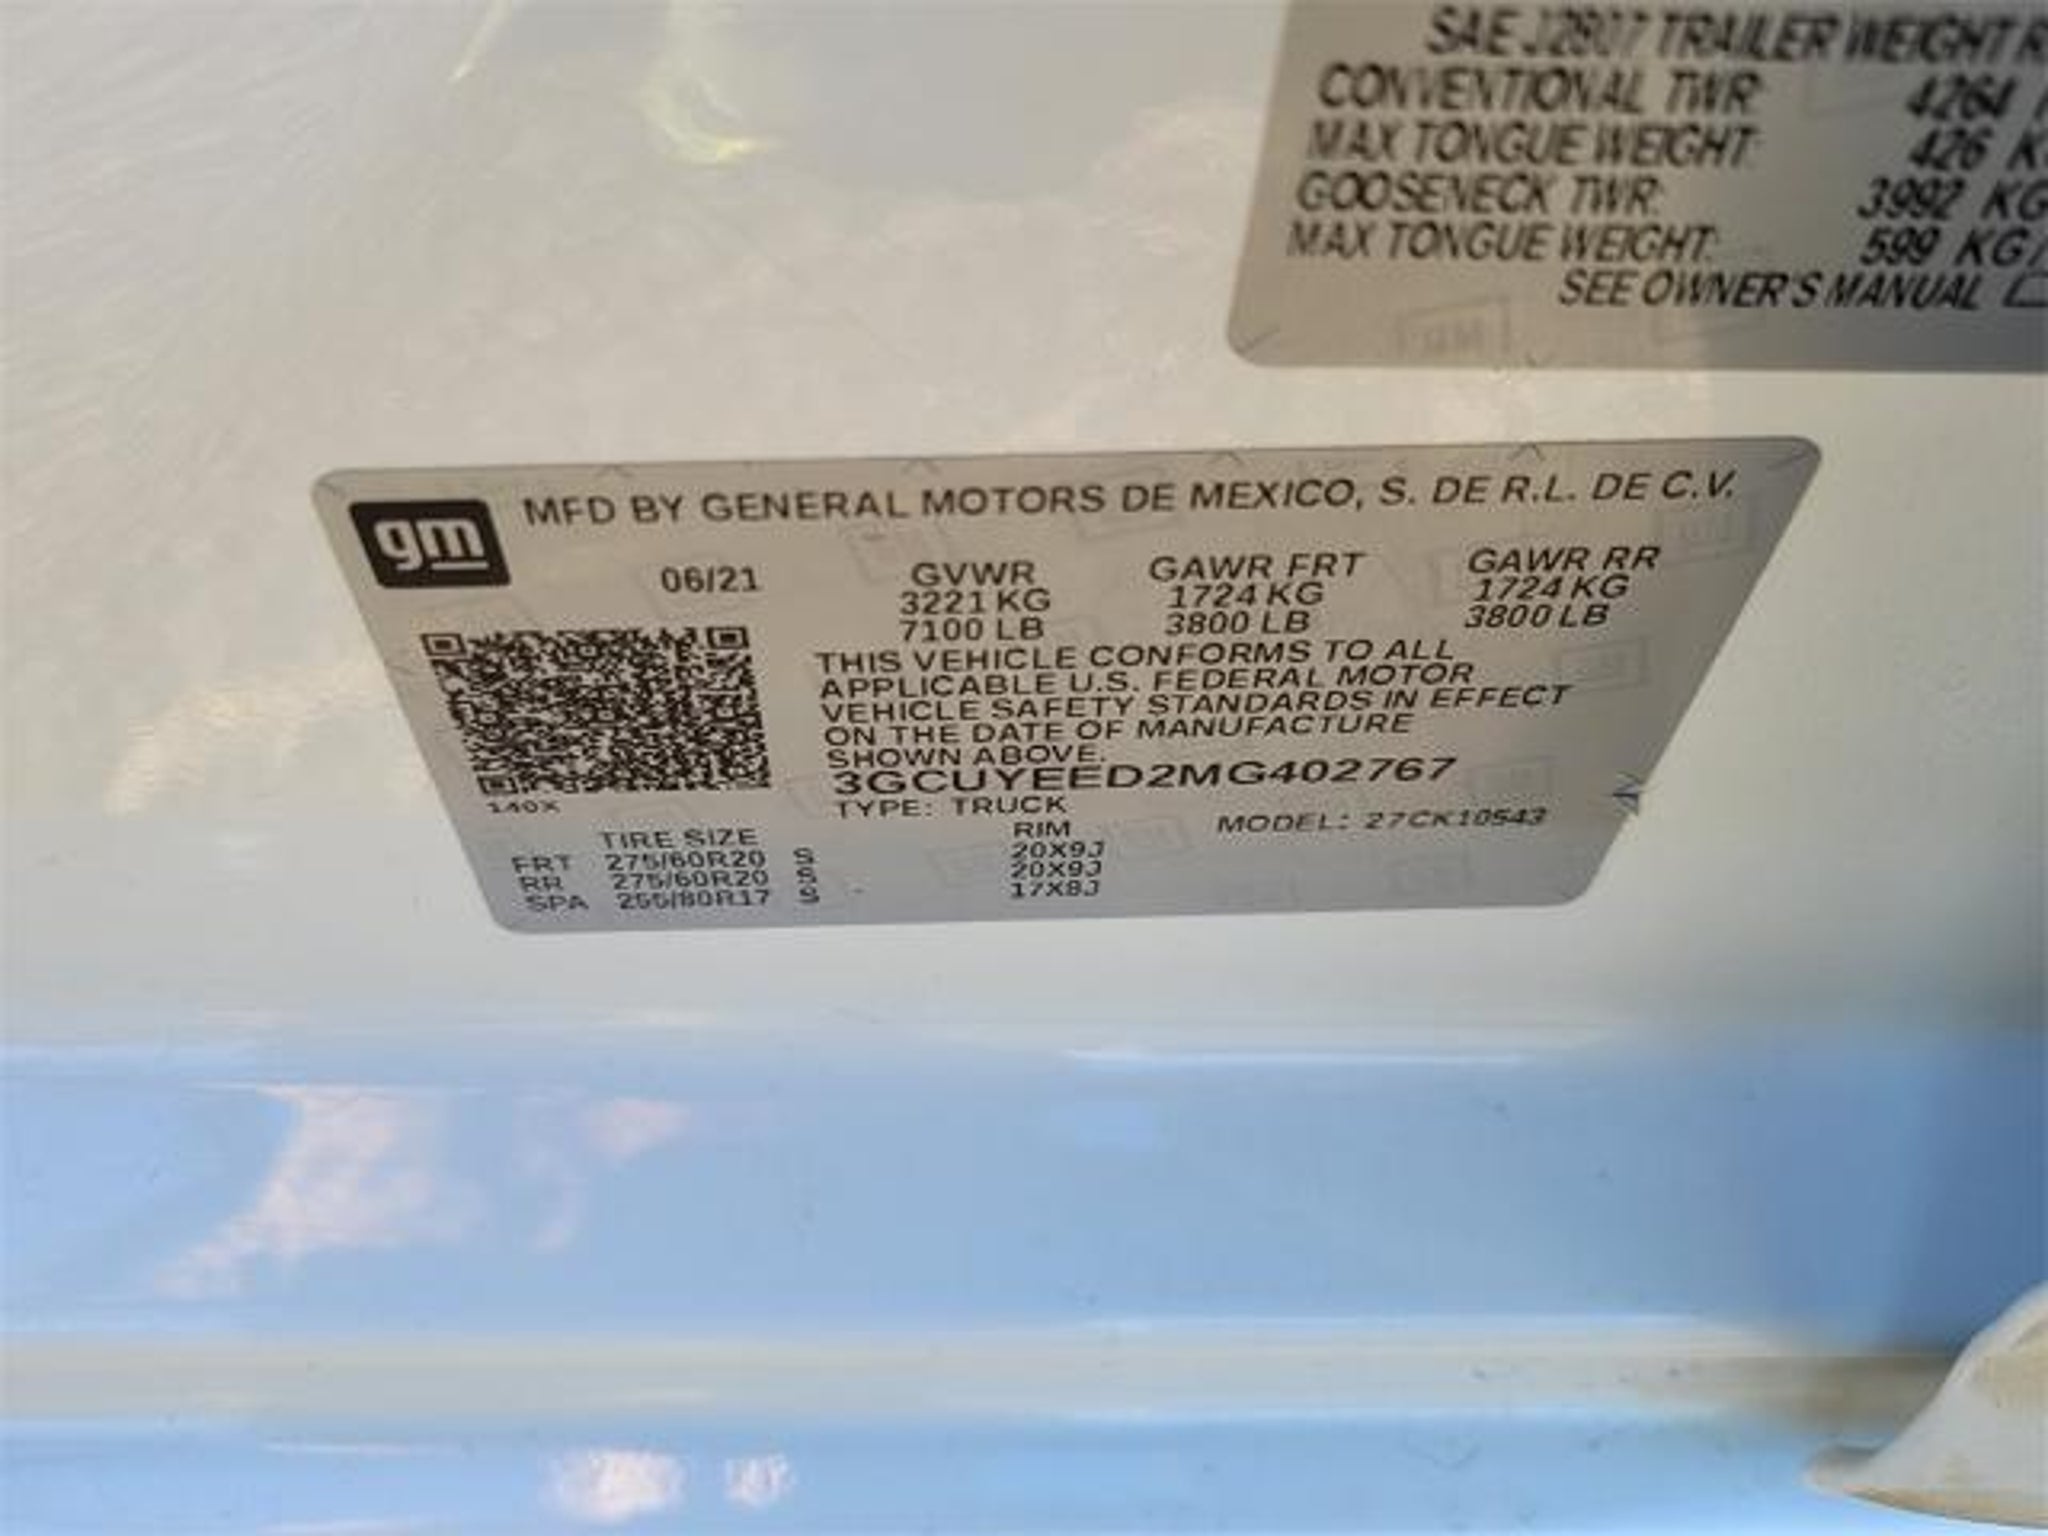 SAE J2807 TRAILER WEIGHT
CONVENTIONAL TWR: 4264
MAX TONGUE WEIGHT: 426
GOOSENECK TWR: 3992 KG
MAX TONGUE WEIGHT: 599 KG/
SEE OWNER'S MANUAL
gm
MFD BY GENERAL MOTORS DE MEXICO, S. DE R.L. DE C.V.
06/21 GVWR GAWR FRT GAWR RR
3221 KG 1724 KG 1724 KG
7100 LB 3800 LB 3800 LB
THIS VEHICLE CONFORMS TO ALL
APPLICABLE U.S. FEDERAL MOTOR
VEHICLE SAFETY STANDARDS IN EFFECT
ON THE DATE OF MANUFACTURE
SHOWN ABOVE.
3GCUYEED2MG402767
140X TYPE: TRUCK
MODEL: 27CK10543
TIRE SIZE RIM
FRT 275/60R20 S 20X9J
RR 275/60R20 S 20X9J
SPA 255/80R17 S 17X8J